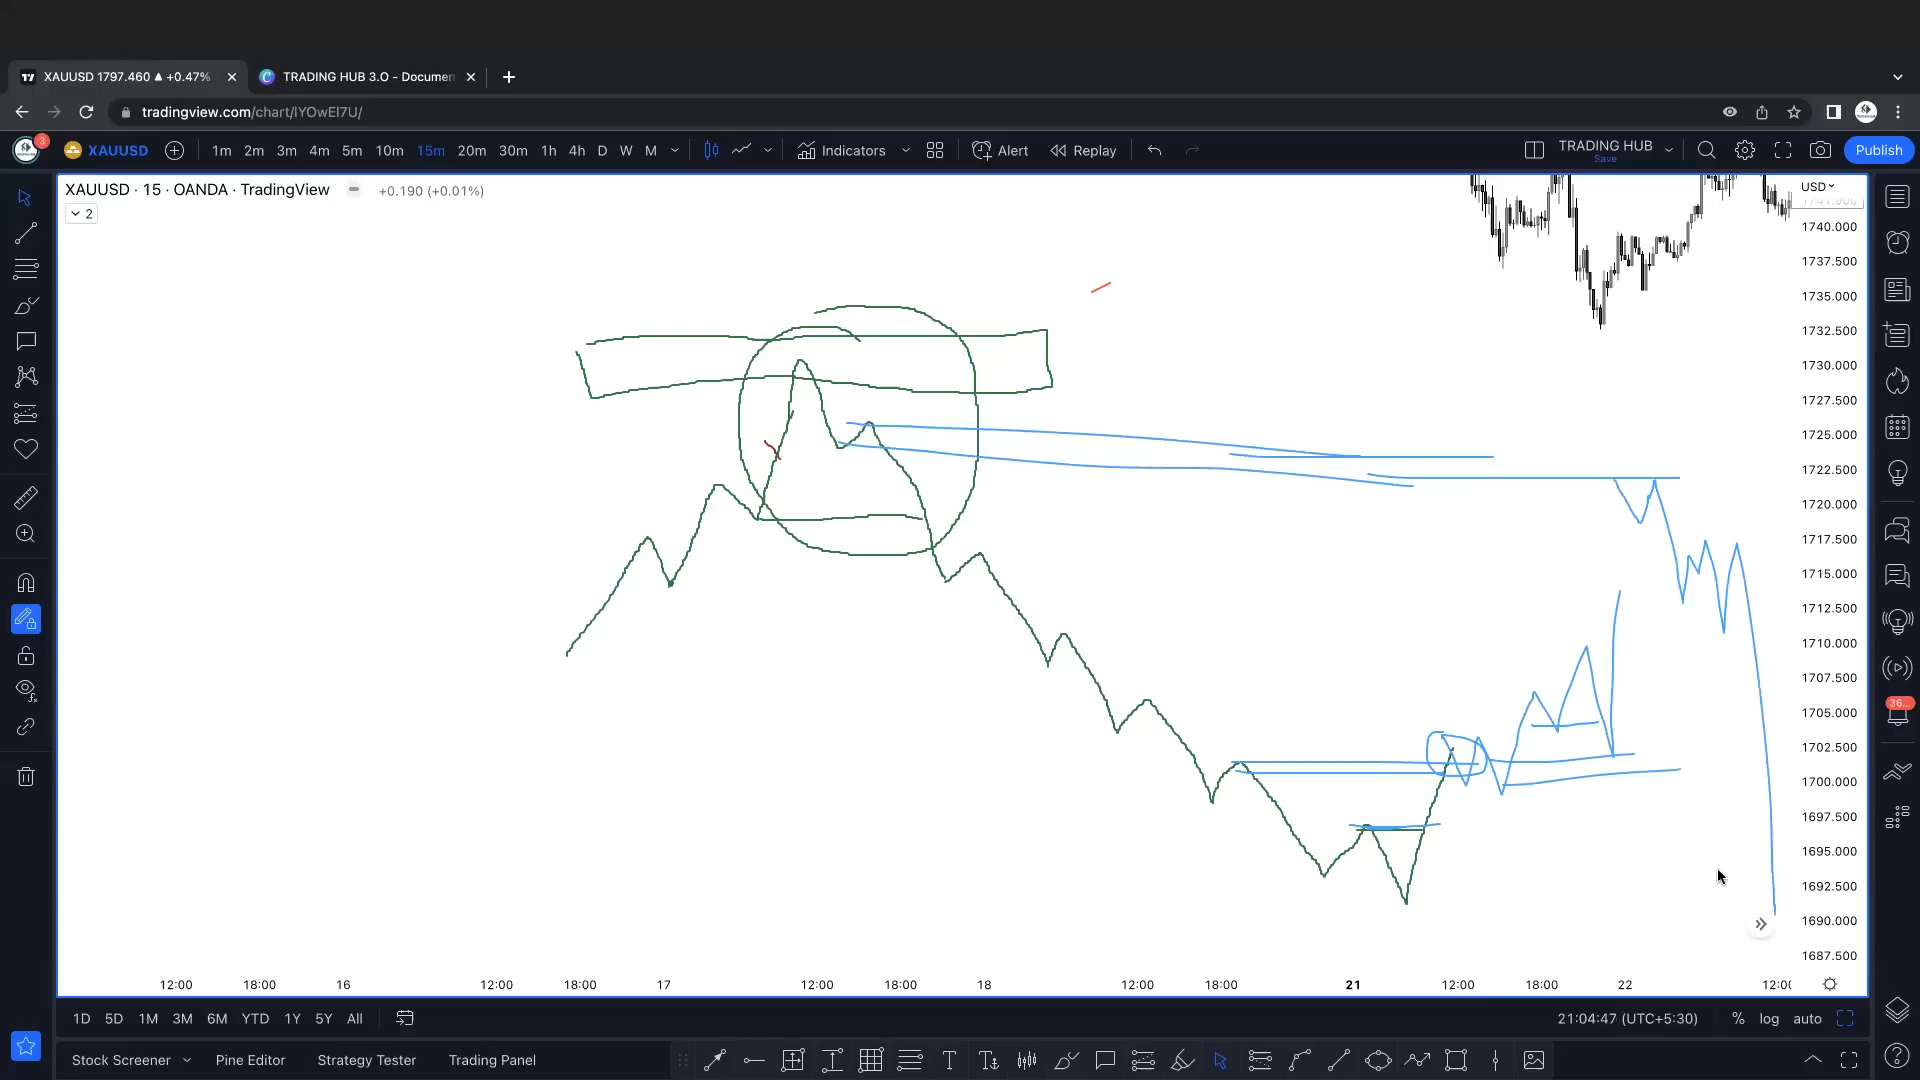 XAUUSD 1797.460 ▲ +0.47%
TRADING HUB 3.O - Documen
tradingview.com/chart/lYOwEl7U/
3
XAUUSD 1m 2m 3m 4m 5m 10m 15m 20m 30m 1h 4h D W M Indicators Alert Replay TRADING HUB Save Publish
XAUUSD · 15 · OANDA · TradingView +0.190 (+0.01%)
2
USD
1740.000
1737.500
1735.000
1732.500
1730.000
1727.500
1725.000
1722.500
1720.000
1717.500
1715.000
1712.500
1710.000
1707.500
1705.000
1702.500
1700.000
1697.500
1695.000
1692.500
1690.000
1687.500
36...
12:00 18:00 16 12:00 18:00 17 12:00 18:00 18 12:00 18:00 21 12:00 18:00 22 12:00
1D 5D 1M 3M 6M YTD 1Y 5Y All 21:04:47 (UTC+5:30) % log auto
Stock Screener Pine Editor Strategy Tester Trading Panel